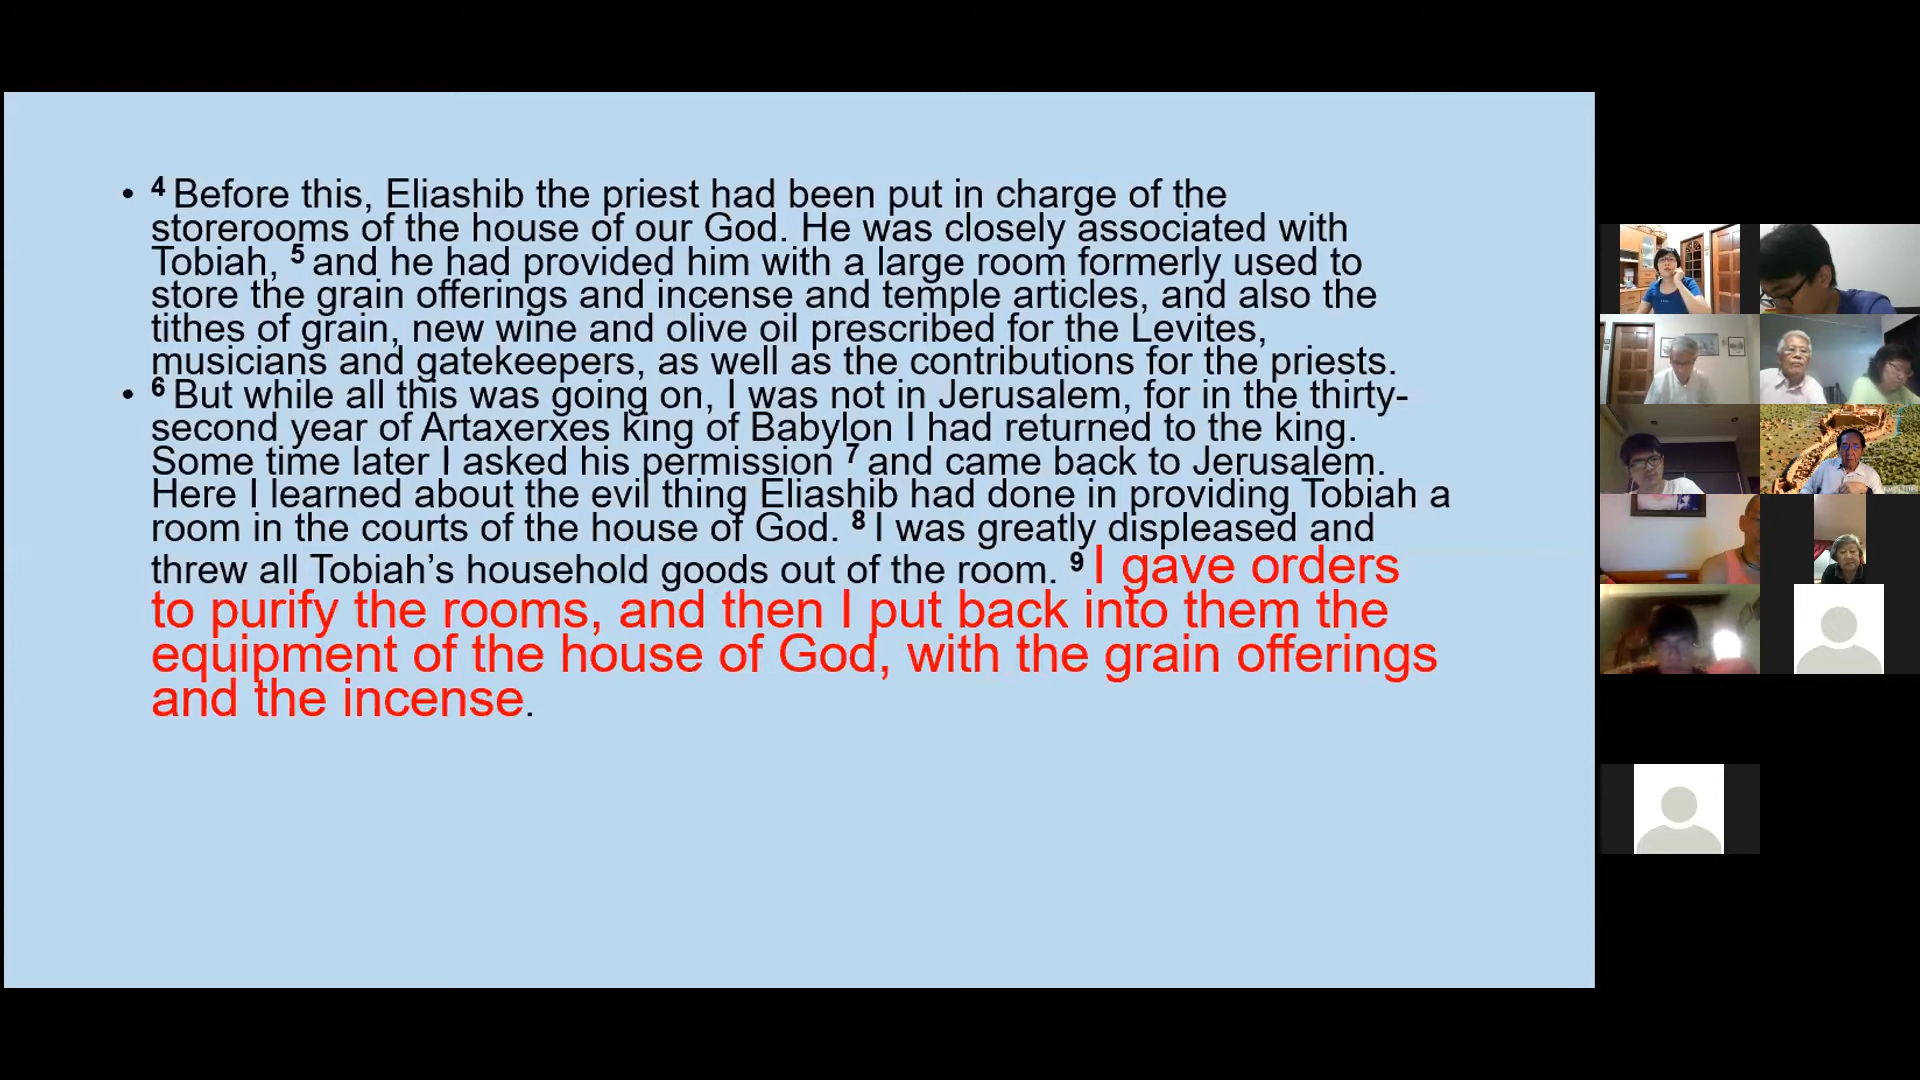 • ⁴ Before this, Eliashib the priest had been put in charge of the
storerooms of the house of our God. He was closely associated with
Tobiah, ⁵ and he had provided him with a large room formerly used to
store the grain offerings and incense and temple articles, and also the
tithes of grain, new wine and olive oil prescribed for the Levites,
musicians and gatekeepers, as well as the contributions for the priests.
• ⁶ But while all this was going on, I was not in Jerusalem, for in the thirty-
second year of Artaxerxes king of Babylon I had returned to the king.
Some time later I asked his permission ⁷ and came back to Jerusalem.
Here I learned about the evil thing Eliashib had done in providing Tobiah a
room in the courts of the house of God. ⁸ I was greatly displeased and
threw all Tobiah’s household goods out of the room. ⁹ I gave orders
to purify the rooms, and then I put back into them the
equipment of the house of God, with the grain offerings
and the incense.